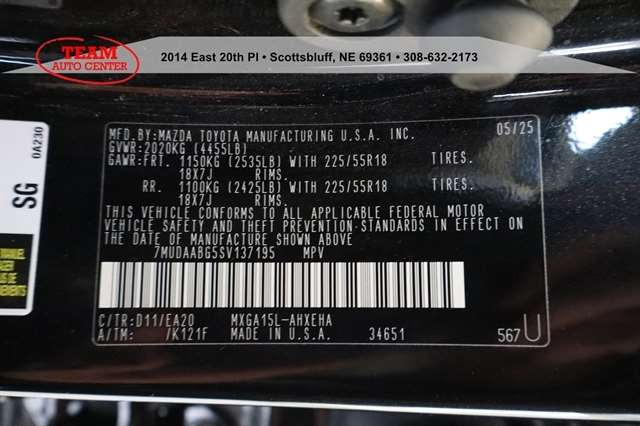 TEAM
AUTO CENTER
2014 East 20th Pl • Scottsbluff, NE 69361 • 308-632-2173
0A230
SG
MANUEL
MFD.BY:MAZDA TOYOTA MANUFACTURING U.S.A. INC. 05/25
GVWR:2020KG (4455LB)
GAWR:FRT. 1150KG (2535LB) WITH 225/55R18 TIRES.
18X7J RIMS.
RR. 1100KG (2425LB) WITH 225/55R18 TIRES.
18X7J RIMS.
THIS VEHICLE CONFORMS TO ALL APPLICABLE FEDERAL MOTOR
VEHICLE SAFETY AND THEFT PREVENTION STANDARDS IN EFFECT ON
THE DATE OF MANUFACTURE SHOWN ABOVE.
7MUDAABG5SV137195 MPV
C/TR:D11/EA20 MXGA15L-AHXEHA
A/TM: /K121F MADE IN U.S.A. 34651 567U